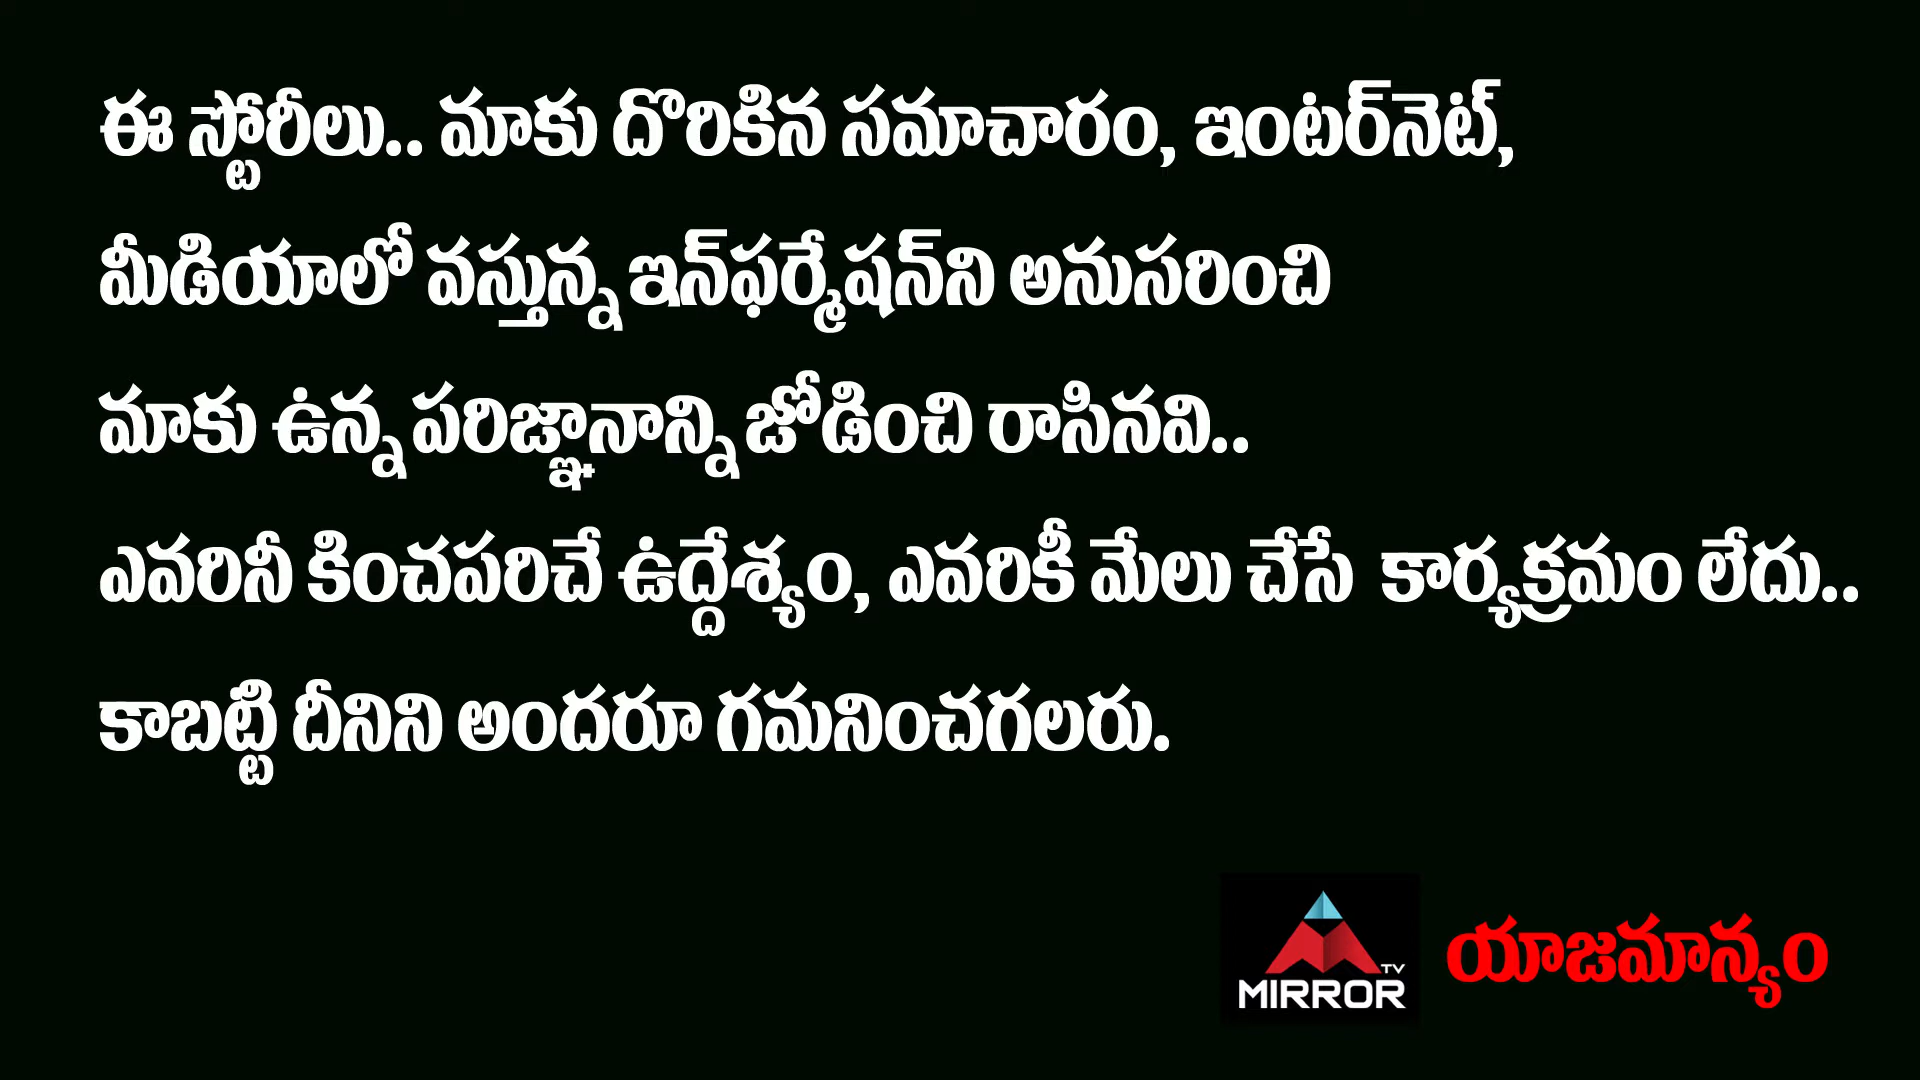 ఈ స్టోరీలు.. మాకు దొరికిన సమాచారం, ఇంటర్‌నెట్,
మీడియాలో వస్తున్న ఇన్‌ఫర్మేషన్‌ని అనుసరించి
మాకు ఉన్న పరిజ్ఞానాన్ని జోడించి రాసినవి..
ఎవరినీ కించపరిచే ఉద్దేశ్యం, ఎవరికీ మేలు చేసే కార్యక్రమం లేదు..
కాబట్టి దీనిని అందరూ గమనించగలరు.
TV
MIRROR
యాజమాన్యం